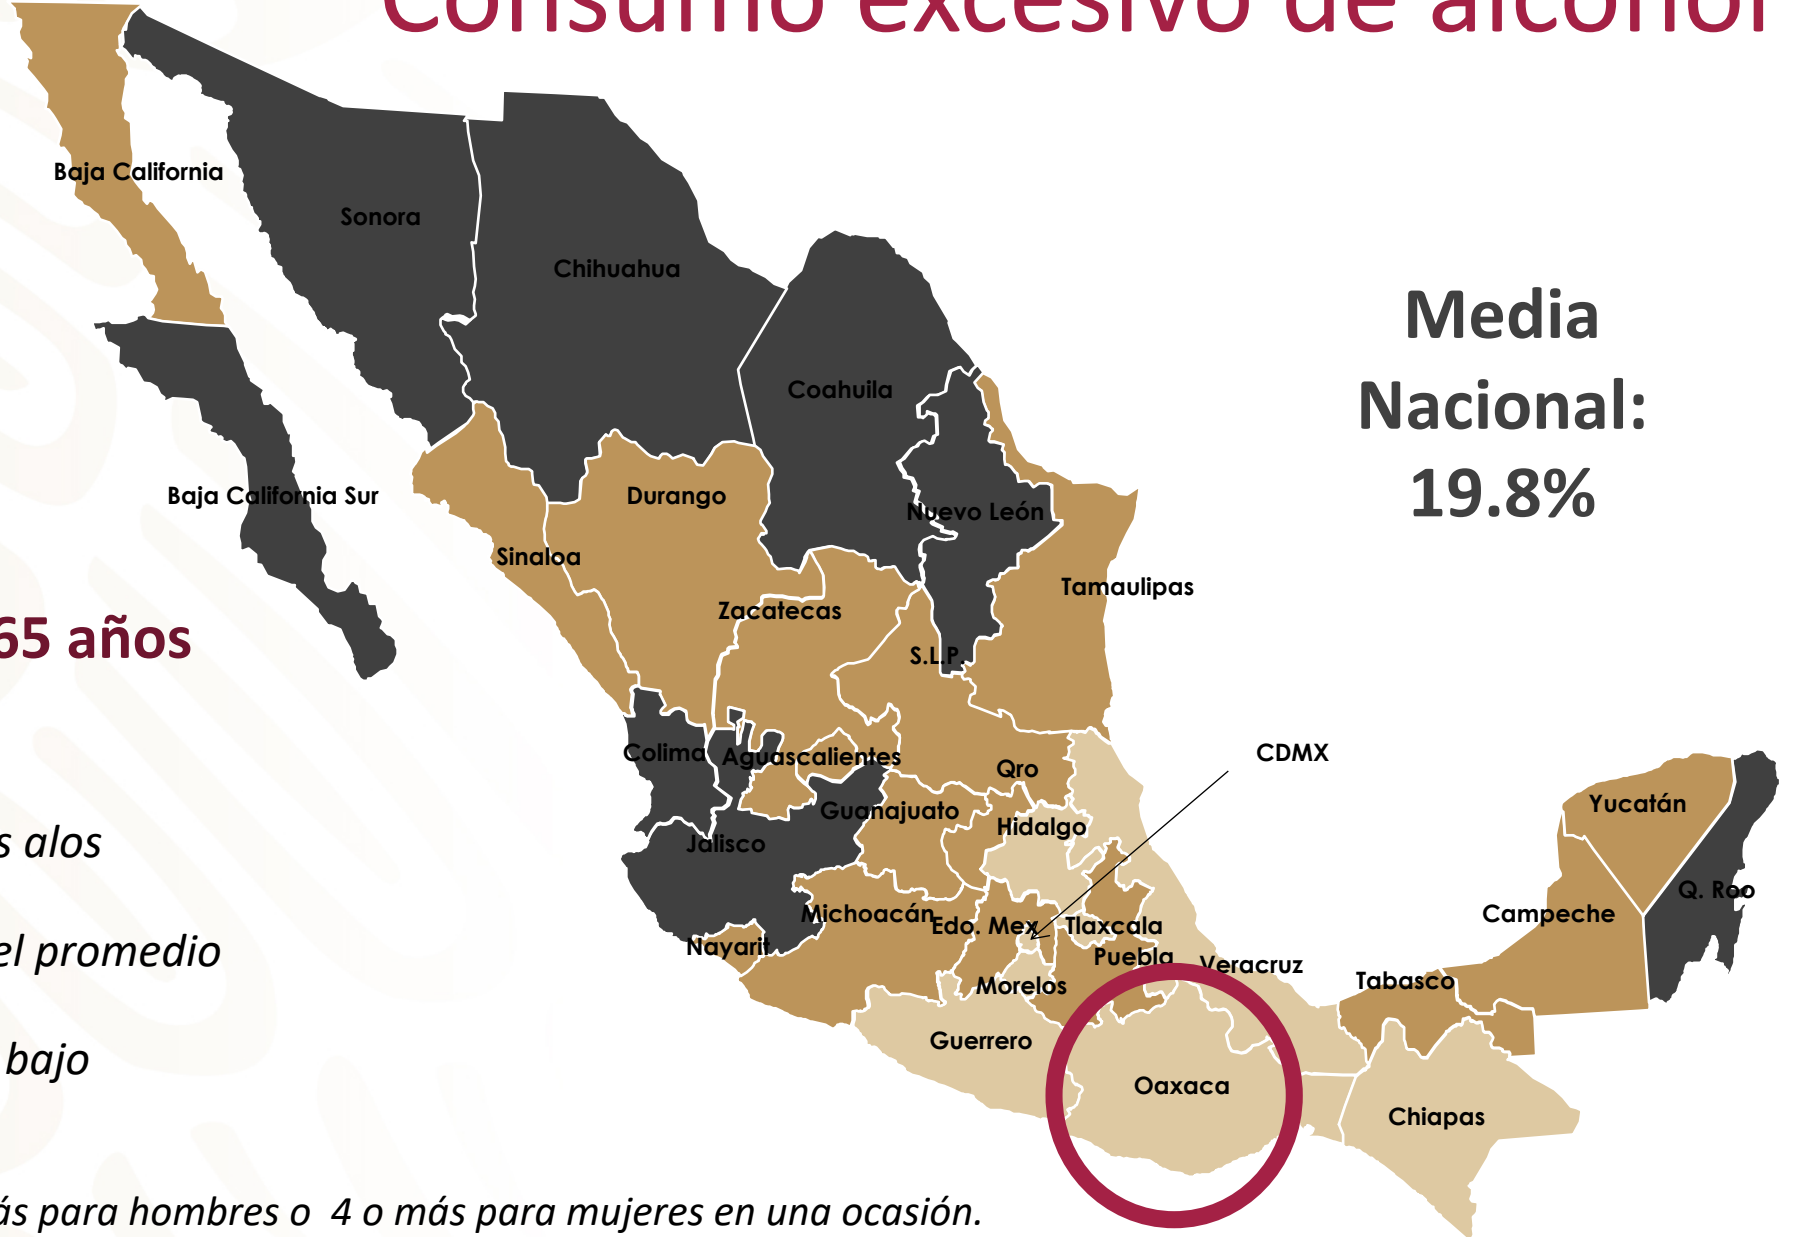 Consumo excesivo de alcohol
Baja California
Sonora
Chihuahua
Coahuila
Media
Nacional:
19.8%
Baja California Sur
Durango
Nuevo León
Sinaloa
Tamaulipas
Zacatecas
65 años
S.L.P.
Colima
Aguascalientes
Qro
CDMX
Guanajuato
Hidalgo
Yucatán
s alos
Jalisco
Q. Roo
Michoacán
Edo. Mex
Tlaxcala
Campeche
el promedio
Nayarit
Puebla
Veracruz
Tabasco
Morelos
bajo
Guerrero
Oaxaca
Chiapas
ás para hombres o 4 o más para mujeres en una ocasión.